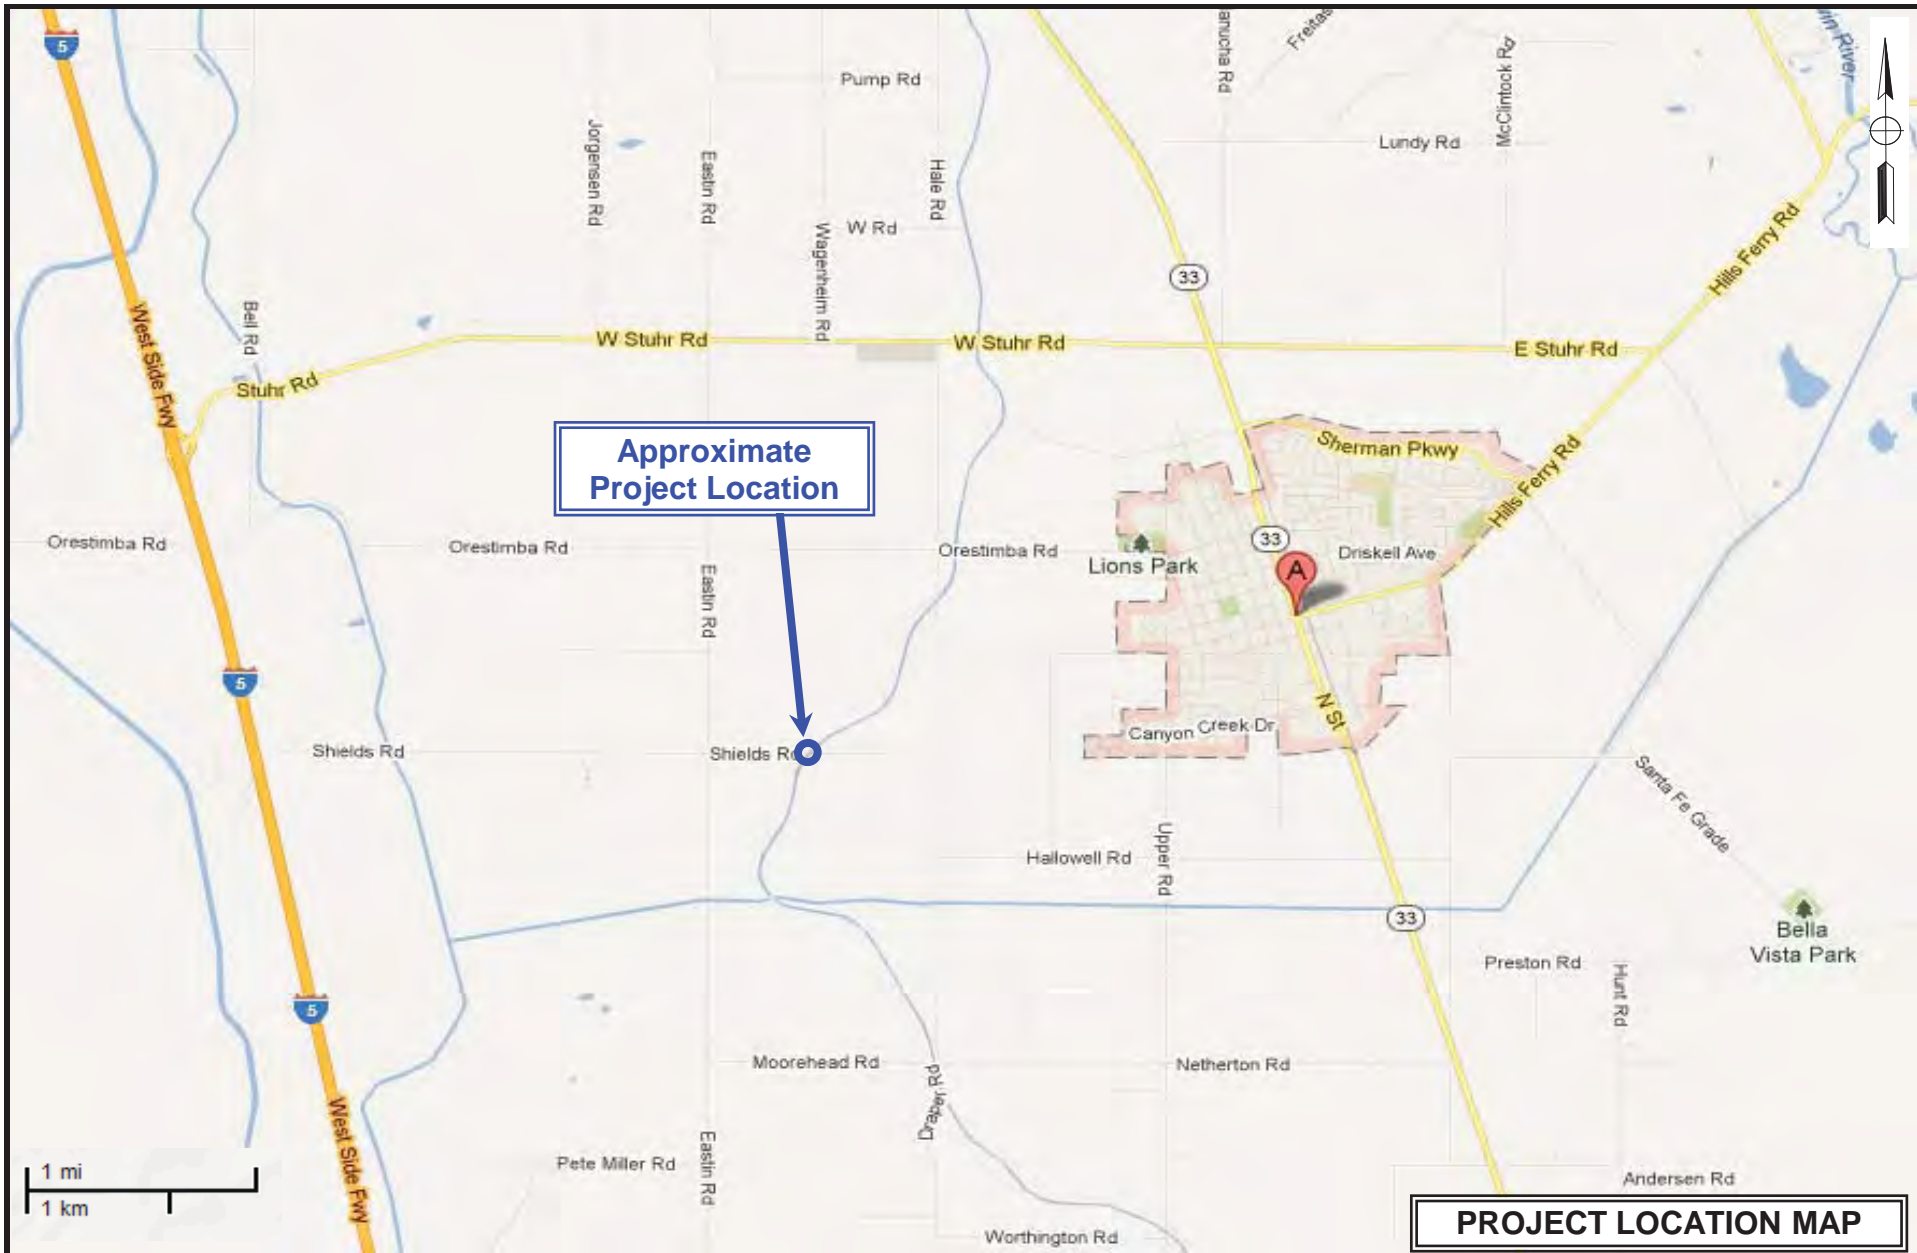 5
Pump Rd
Freitas
McClintock Rd
Lundy Rd
Jorgensen Rd
Eastin Rd
Hale Rd
W Rd
Wagenheim Rd
33
Hills Ferry Rd
Bell Rd
West Side Fwy
Stuhr Rd
W Stuhr Rd
W Stuhr Rd
E Stuhr Rd
Approximate
Project Location
Sherman Pkwy
Hills Ferry Rd
Orestimba Rd
Orestimba Rd
Orestimba Rd
33
Driskell Ave
Lions Park
A
Eastin Rd
5
N St
Canyon Creek Dr
Shields Rd
Shields Rd
Santa Fe Grade
Hallowell Rd
Upper Rd
33
Bella
Vista Park
Preston Rd
Hunt Rd
5
Moorehead Rd
Draper Rd
Netherton Rd
West Side Fwy
Pete Miller Rd
Eastin Rd
Andersen Rd
1 mi
1 km
Worthington Rd
PROJECT LOCATION MAP